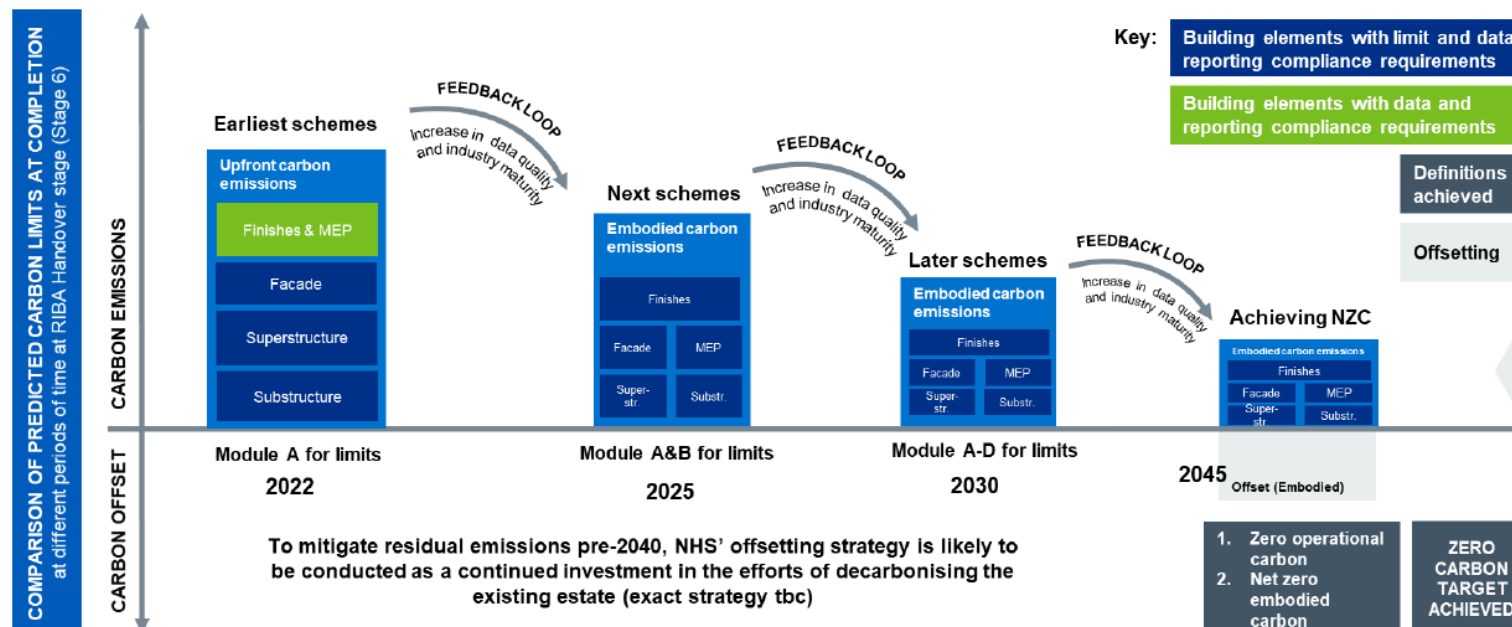 COMPARISON OF PREDICTED CARBON LIMITS AT COMPLETION
at different periods of time at RIBA Handover stage (Stage 6)
CARBON EMISSIONS
CARBON OFFSET
Key:
Building elements with limit and data
reporting compliance requirements
Building elements with data and
reporting compliance requirements
Definitions
achieved
Offsetting
Earliest schemes
Upfront carbon
emissions
Finishes & MEP
Facade
Superstructure
Substructure
Module A for limits
2022
FEEDBACK LOOP
Increase in data quality
and industry maturity
Next schemes
Embodied carbon
emissions
Finishes
Facade
MEP
Super-
str.
Substr.
Module A&B for limits
2025
FEEDBACK LOOP
Increase in data quality
and industry maturity
Later schemes
Embodied carbon
emissions
Finishes
Facade
MEP
Super-
str.
Substr.
Module A-D for limits
2030
FEEDBACK LOOP
Increase in data quality
and industry maturity
Achieving NZC
Embodied carbon emissions
Finishes
Facade
MEP
Super-
str.
Substr.
2045
Offset (Embodied)
To mitigate residual emissions pre-2040, NHS' offsetting strategy is likely to
be conducted as a continued investment in the efforts of decarbonising the
existing estate (exact strategy tbc)
1. Zero operational
carbon
2. Net zero
embodied
carbon
ZERO
CARBON
TARGET
ACHIEVED